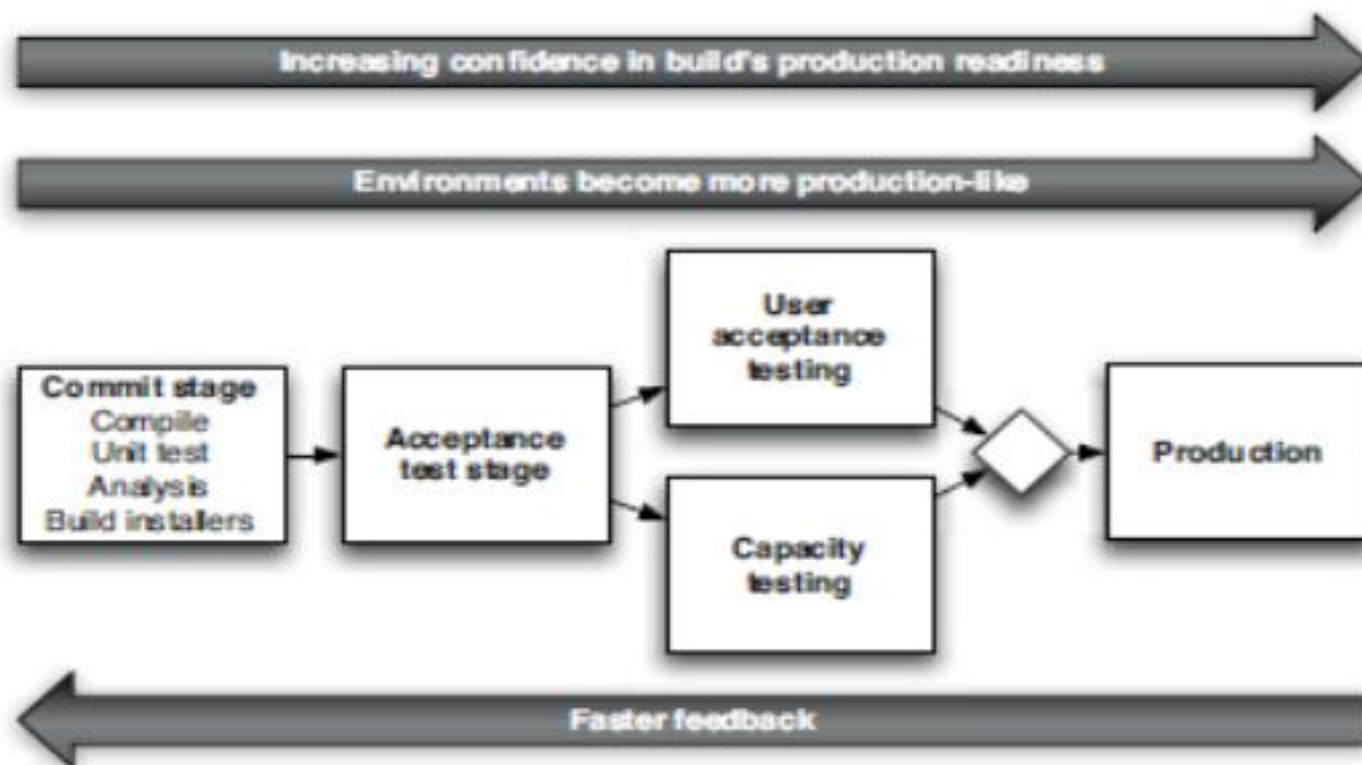 Increasing confidence in build's production readiness
Environments become more production-like
Commit stage
Compile
Unit test
Analysis
Build installers
Acceptance
test stage
User
acceptance
testing
Capacity
testing
Production
Faster feedback